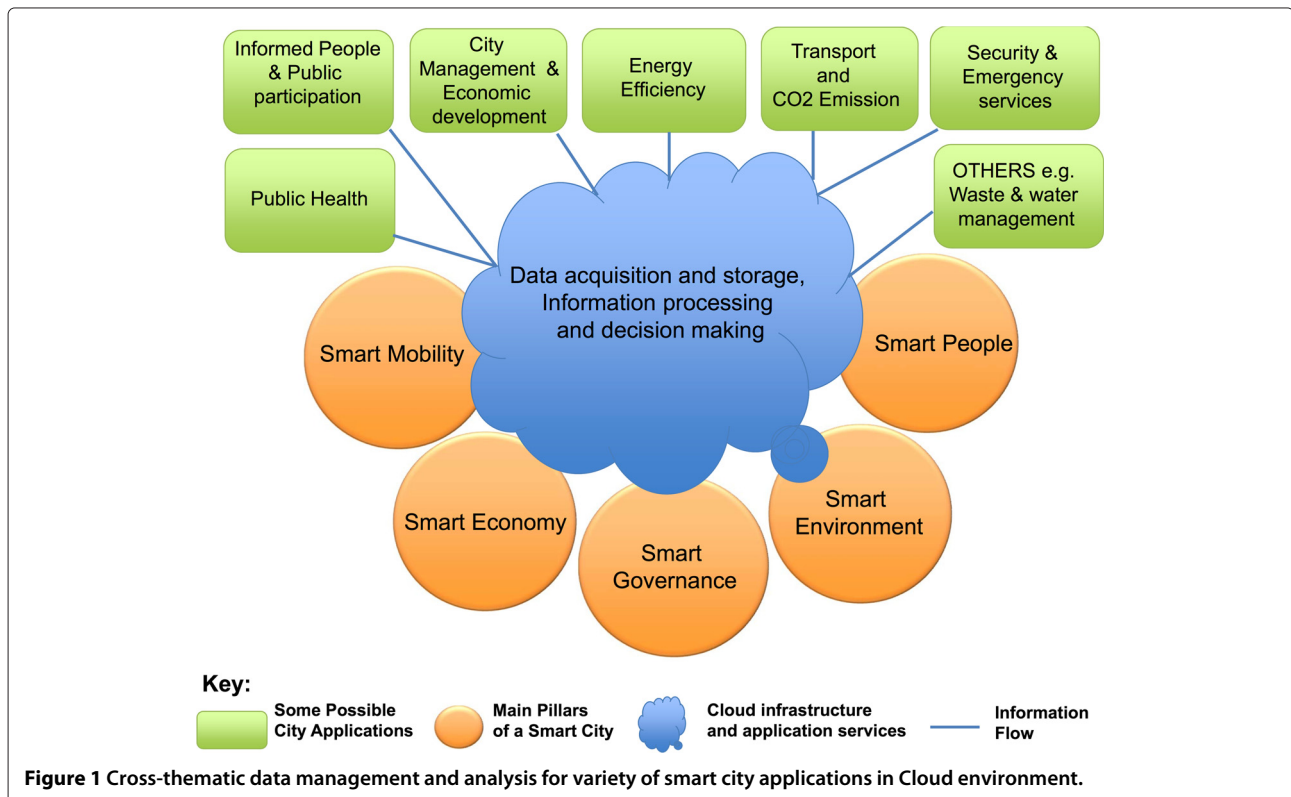 Informed People
& Public
participation
City
Management &
Economic
development
Energy
Efficiency
Transport
and
CO2 Emission
Security &
Emergency
services
Public Health
OTHERS e.g.
Waste & water
management
Data acquisition and storage,
Information processing
and decision making
Smart Mobility
Smart People
Smart Economy
Smart
Governance
Smart
Environment
Key:
Some Possible
City Applications
Main Pillars
of a Smart City
Cloud infrastructure
and application services
Information
Flow
Figure 1 Cross-thematic data management and analysis for variety of smart city applications in Cloud environment.